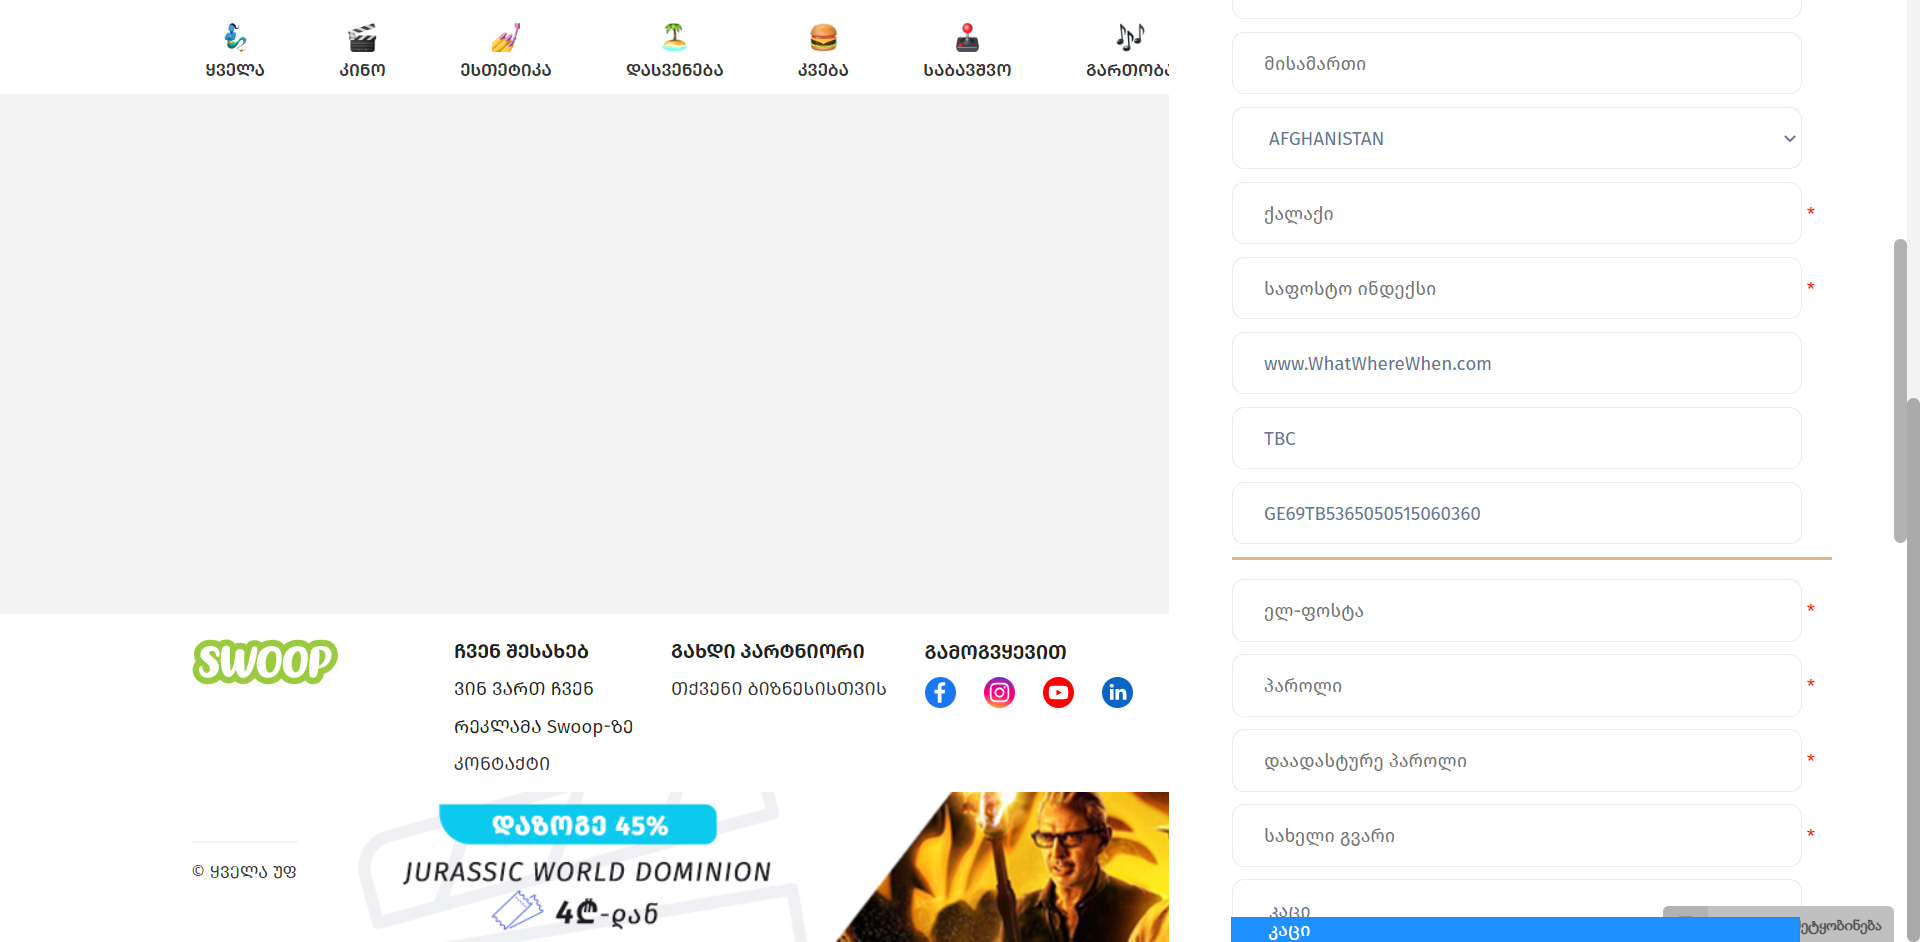 ყველა
კინო
ესთეტიკა
დასვენება
კვება
საბავშვო
გართობა
მისამართი
AFGHANISTAN
ქალაქი *
საფოსტო ინდექსი *
www.WhatWhereWhen.com
TBC
GE69TB5365050515060360
ელ-ფოსტა *
პაროლი *
დაადასტურე პაროლი *
სახელი გვარი *
კაცი
კაცი
ეტყობინება
SWOOP
ჩვენ შესახებ
ვინ ვართ ჩვენ
რეკლამა Swoop-ზე
კონტაქტი
გახდი პარტნიორი
თქვენი ბიზნესისთვის
გამოგვყევით
© ყველა უფ
დაზოგე 45%
JURASSIC WORLD DOMINION
4₾-დან